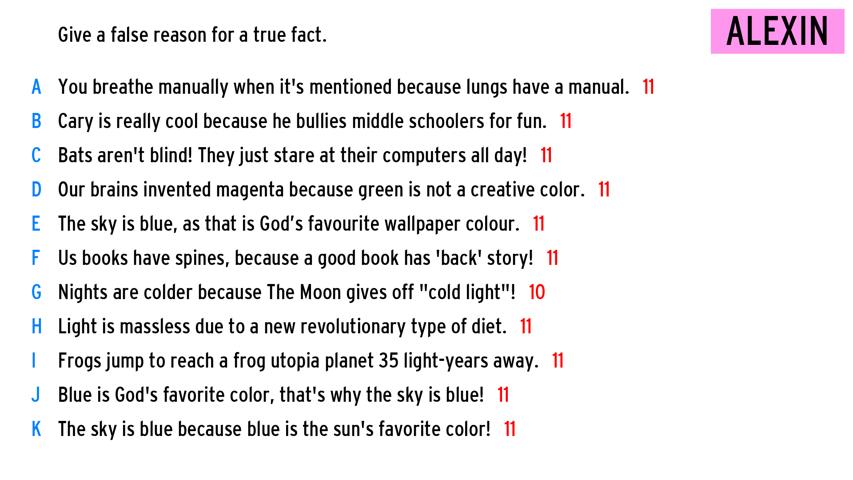 Give a false reason for a true fact.
ALEXIN
A You breathe manually when it's mentioned because lungs have a manual. 11
B Cary is really cool because he bullies middle schoolers for fun. 11
C Bats aren't blind! They just stare at their computers all day! 11
D Our brains invented magenta because green is not a creative color. 11
E The sky is blue, as that is God’s favourite wallpaper colour. 11
F Us books have spines, because a good book has 'back' story! 11
G Nights are colder because The Moon gives off "cold light"! 10
H Light is massless due to a new revolutionary type of diet. 11
I Frogs jump to reach a frog utopia planet 35 light-years away. 11
J Blue is God's favorite color, that's why the sky is blue! 11
K The sky is blue because blue is the sun's favorite color! 11